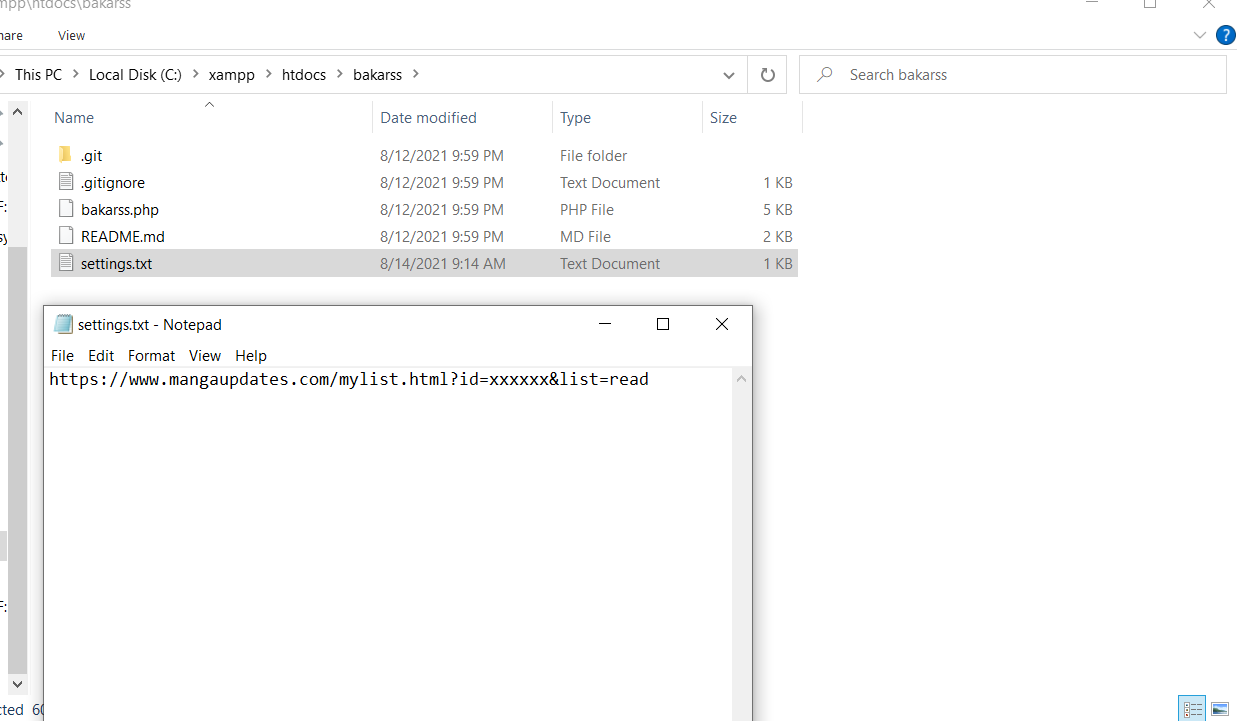 mpp\htdocs\bakarss
hare View
This PC > Local Disk (C:) > xampp > htdocs > bakarss >
Search bakarss
Name Date modified Type Size
.git 8/12/2021 9:59 PM File folder
.gitignore 8/12/2021 9:59 PM Text Document 1 KB
bakarss.php 8/12/2021 9:59 PM PHP File 5 KB
README.md 8/12/2021 9:59 PM MD File 2 KB
settings.txt 8/14/2021 9:14 AM Text Document 1 KB
settings.txt - Notepad
File Edit Format View Help
https://www.mangaupdates.com/mylist.html?id=xxxxxx&list=read
cted 60